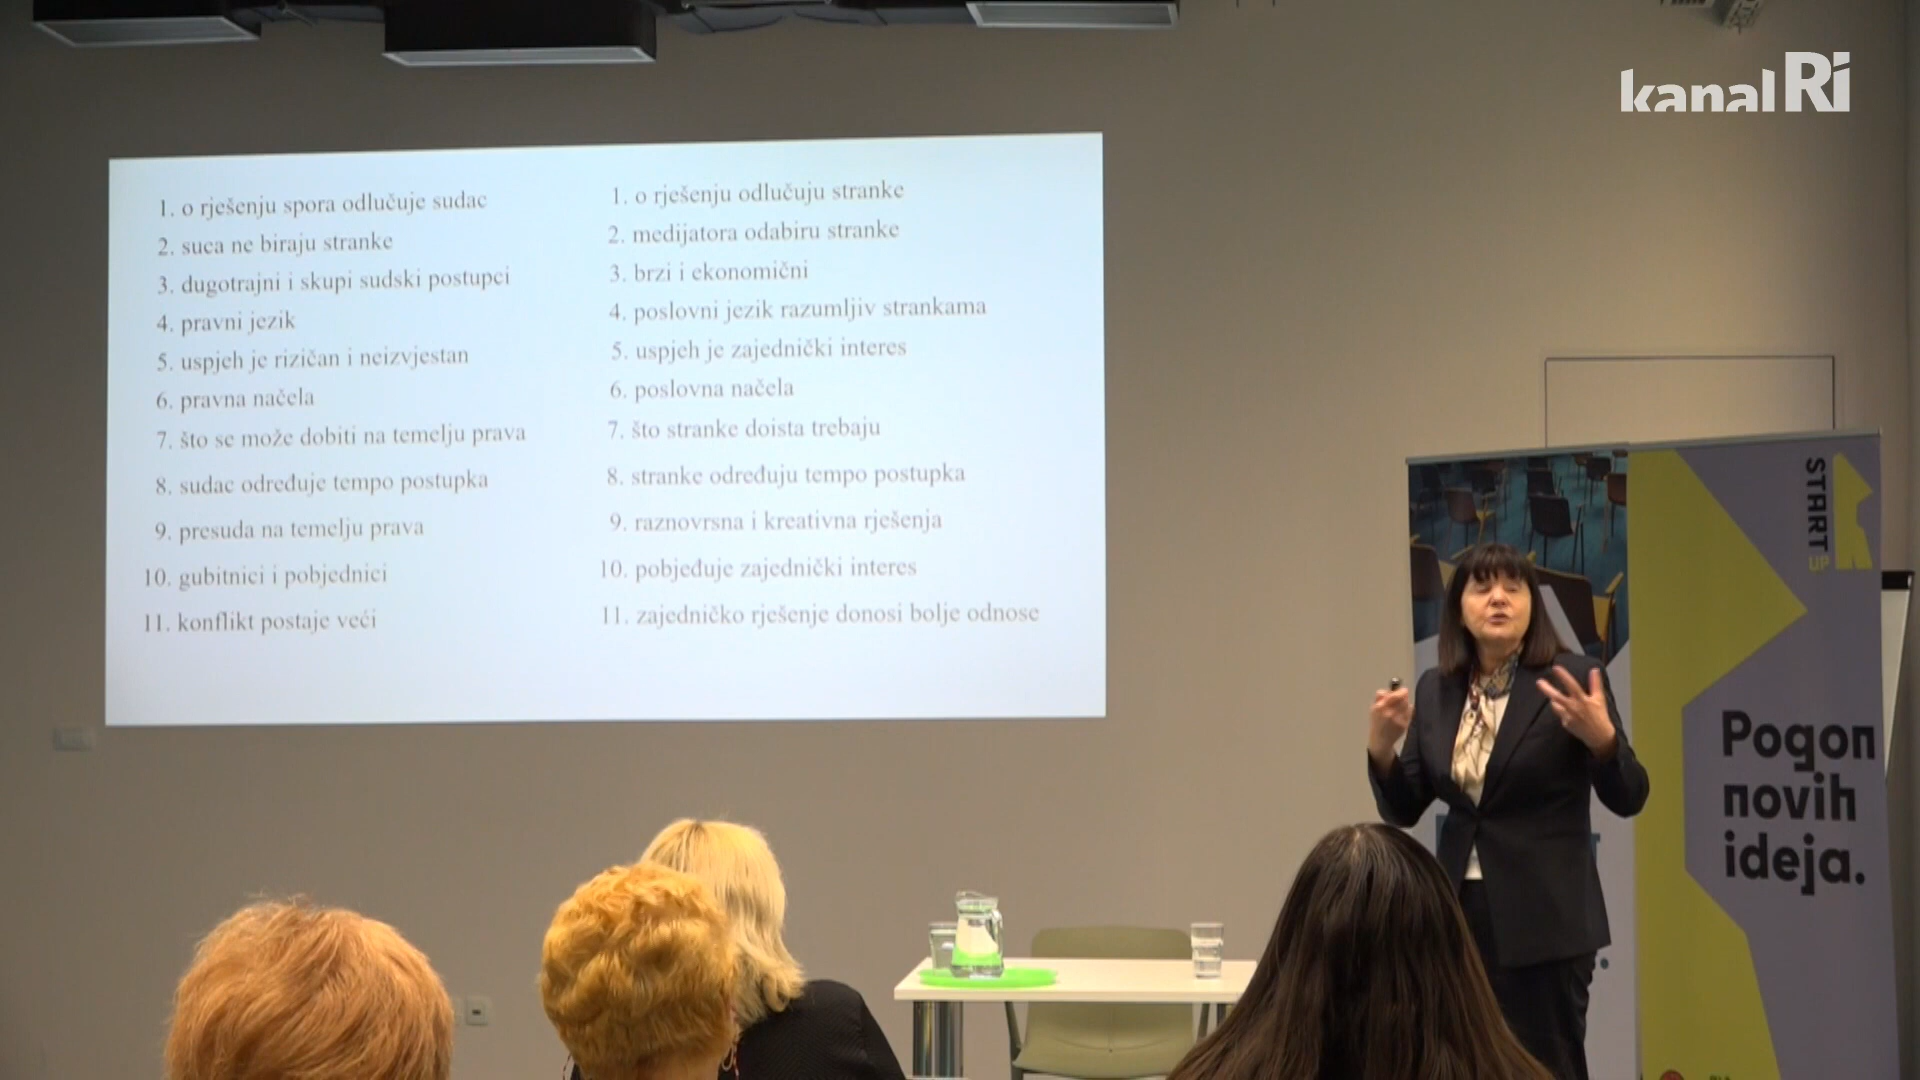 kanal Ri
1. o rješenju spora odlučuje sudac
2. suca ne biraju stranke
3. dugotrajni i skupi sudski postupci
4. pravni jezik
5. uspjeh je rizičan i neizvjestan
6. pravna načela
7. što se može dobiti na temelju prava
8. sudac određuje tempo postupka
9. presuda na temelju prava
10. gubitnici i pobjednici
11. konflikt postaje veći
1. o rješenju odlučuju stranke
2. medijatora odabiru stranke
3. brzi i ekonomični
4. poslovni jezik razumljiv strankama
5. uspjeh je zajednički interes
6. poslovna načela
7. što stranke doista trebaju
8. stranke određuju tempo postupka
9. raznovrsna i kreativna rješenja
10. pobjeđuje zajednički interes
11. zajedničko rješenje donosi bolje odnose
START
UP
Pogon
novih
ideja.